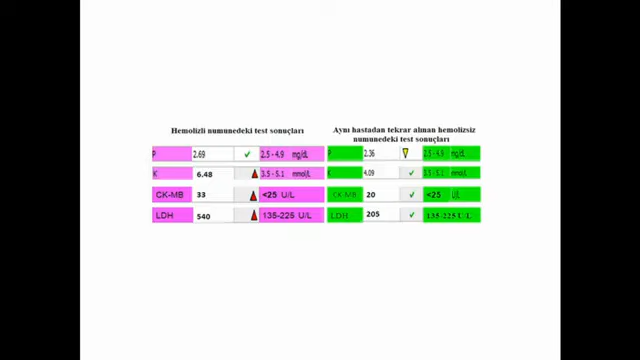 Hemolizli numunedeki test sonuçları
P 2.69 2.5 - 4.9 mg/dL
K 6.48 3.5 - 5.1 mmol/L
CK-MB 33 <25 U/L
LDH 540 135-225 U/L
Aynı hastadan tekrar alınan hemolizsiz
numunedeki test sonuçları
P 2.36 2.5 - 4.9 mg/dL
K 4.09 3.5 - 5.1 mmol/L
CK-MB 20 <25 U/L
LDH 205 135-225 U/L